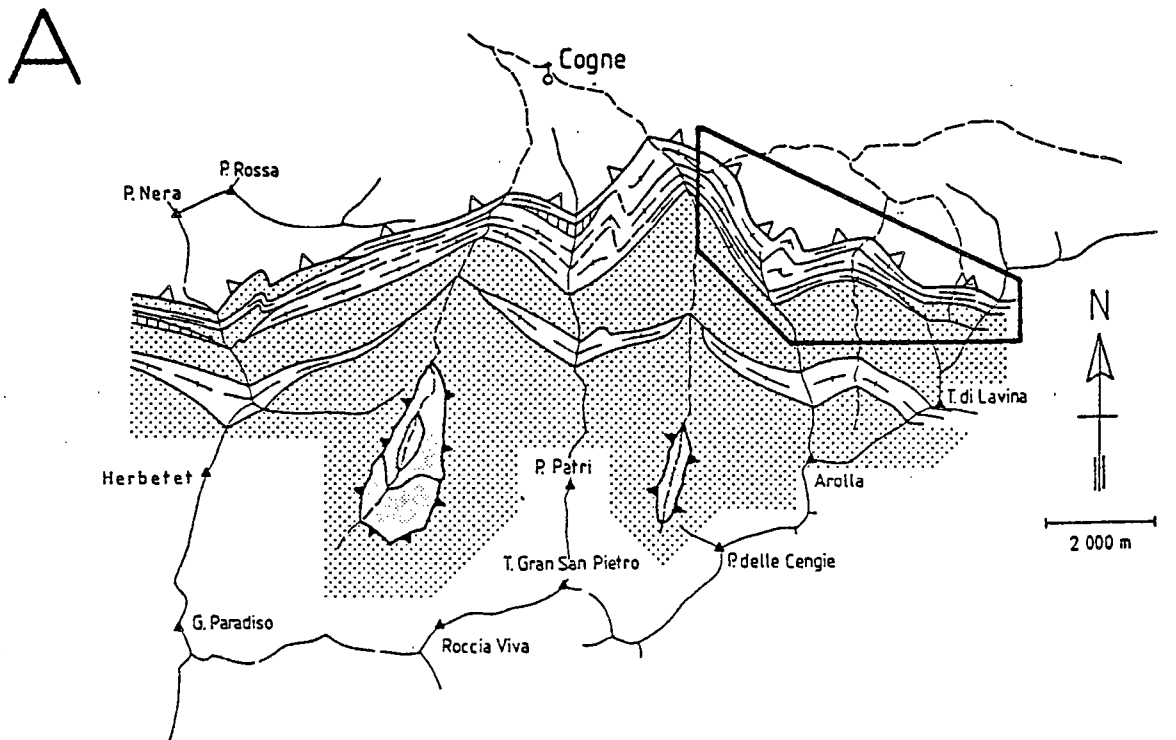 A
Cogne
P. Rossa
P. Nera
N
T. di Lavina
Herbetet
P. Patri
Arolla
2 000 m
T. Gran San Pietro
P. delle Cengie
G. Paradiso
Roccia Viva